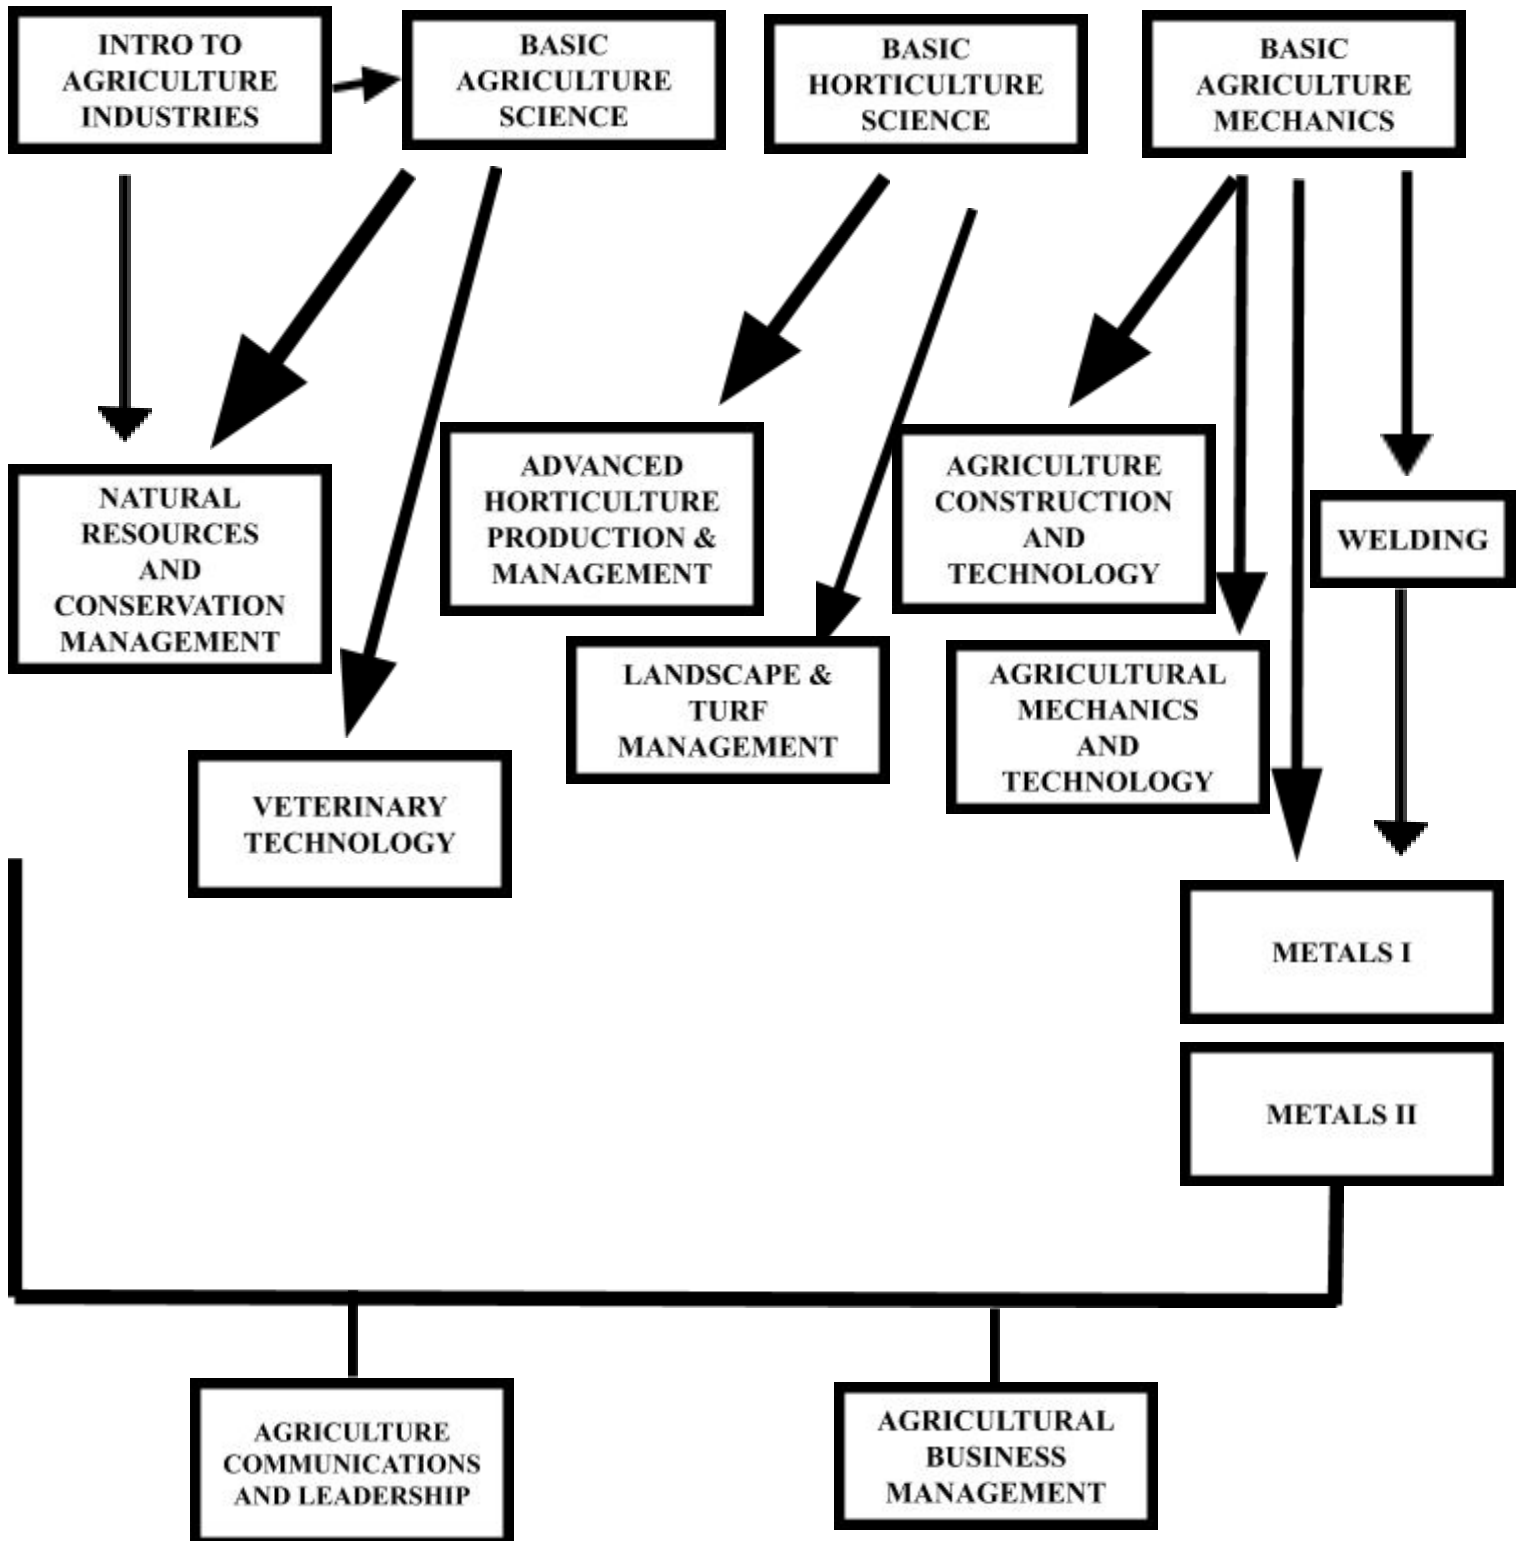 INTRO TO
AGRICULTURE
INDUSTRIES
BASIC
AGRICULTURE
SCIENCE
BASIC
HORTICULTURE
SCIENCE
BASIC
AGRICULTURE
MECHANICS
NATURAL
RESOURCES
AND
CONSERVATION
MANAGEMENT
ADVANCED
HORTICULTURE
PRODUCTION &
MANAGEMENT
AGRICULTURE
CONSTRUCTION
AND
TECHNOLOGY
WELDING
LANDSCAPE &
TURF
MANAGEMENT
AGRICULTURAL
MECHANICS
AND
TECHNOLOGY
VETERINARY
TECHNOLOGY
METALS I
METALS II
AGRICULTURE
COMMUNICATIONS
AND LEADERSHIP
AGRICULTURAL
BUSINESS
MANAGEMENT